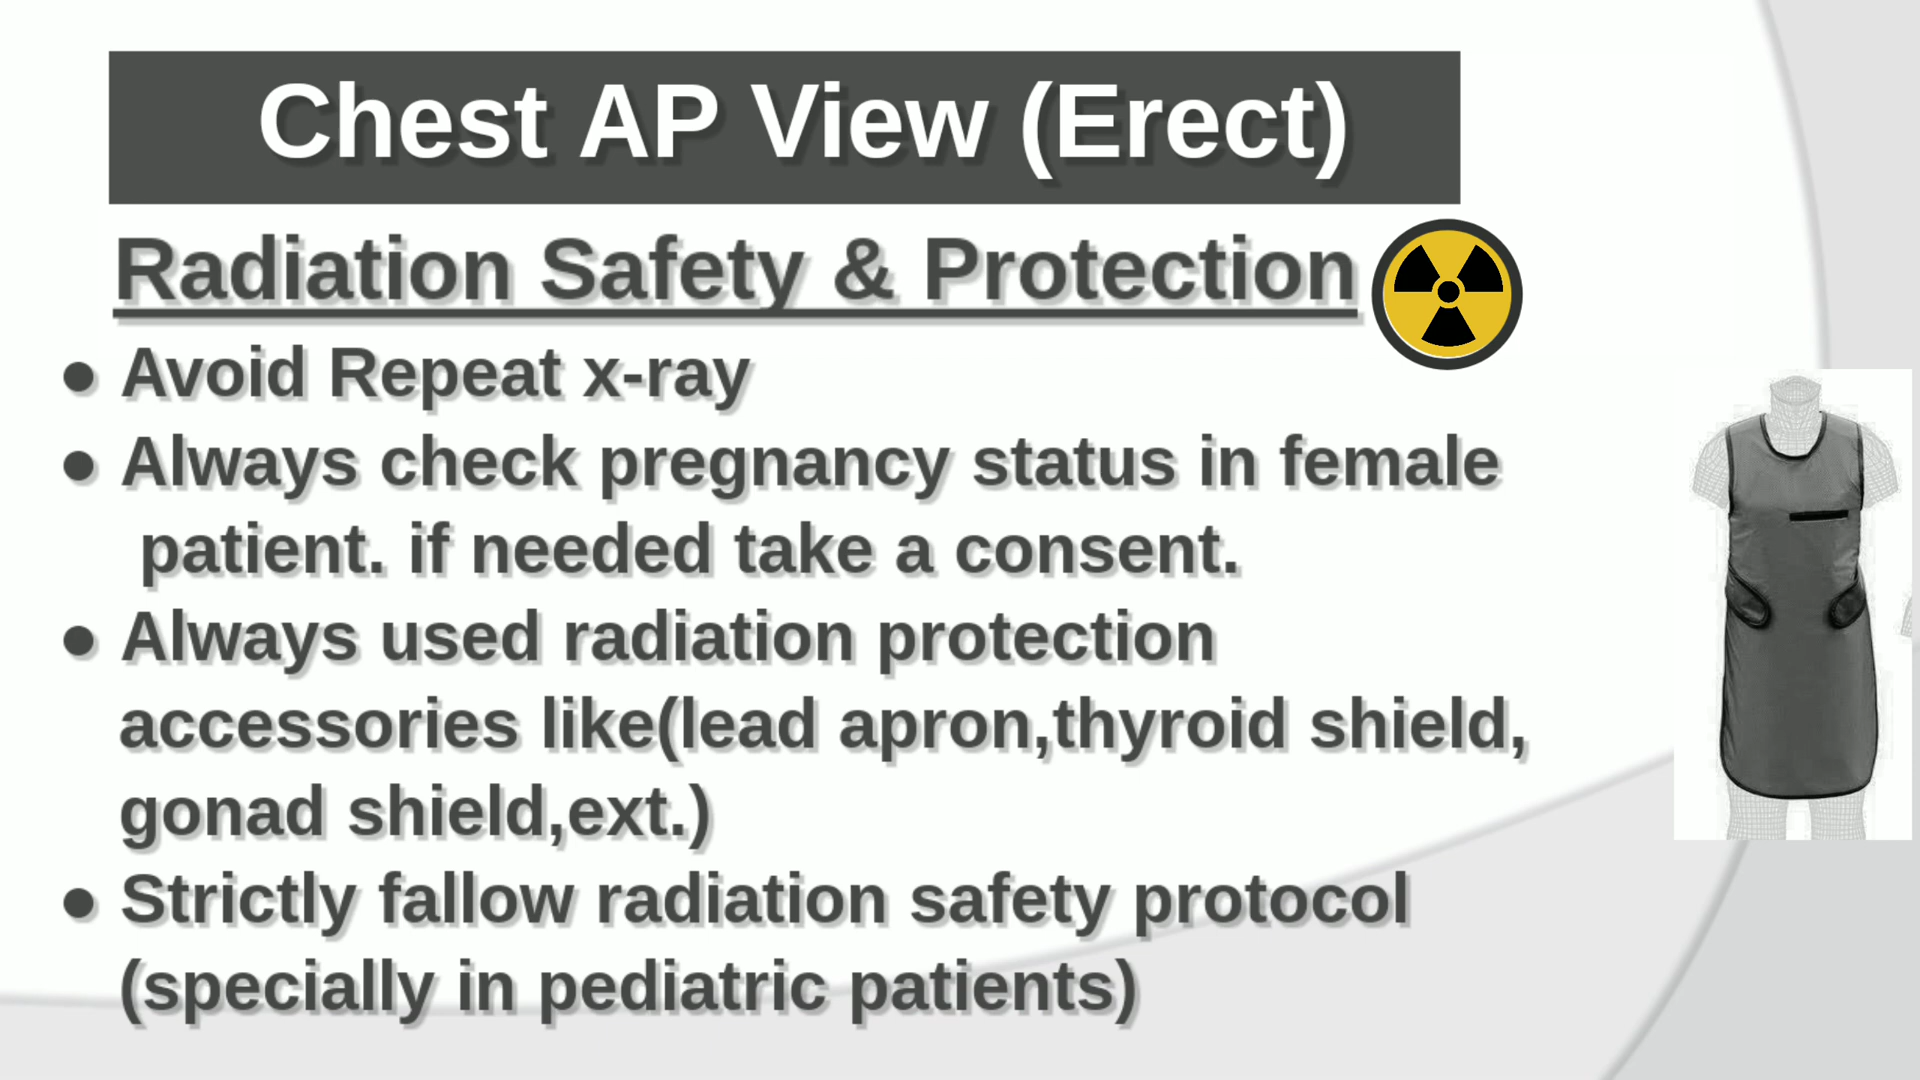 Chest AP View (Erect)
Radiation Safety & Protection
● Avoid Repeat x-ray
● Always check pregnancy status in female
patient. if needed take a consent.
● Always used radiation protection
accessories like(lead apron,thyroid shield,
gonad shield,ext.)
● Strictly fallow radiation safety protocol
(specially in pediatric patients)